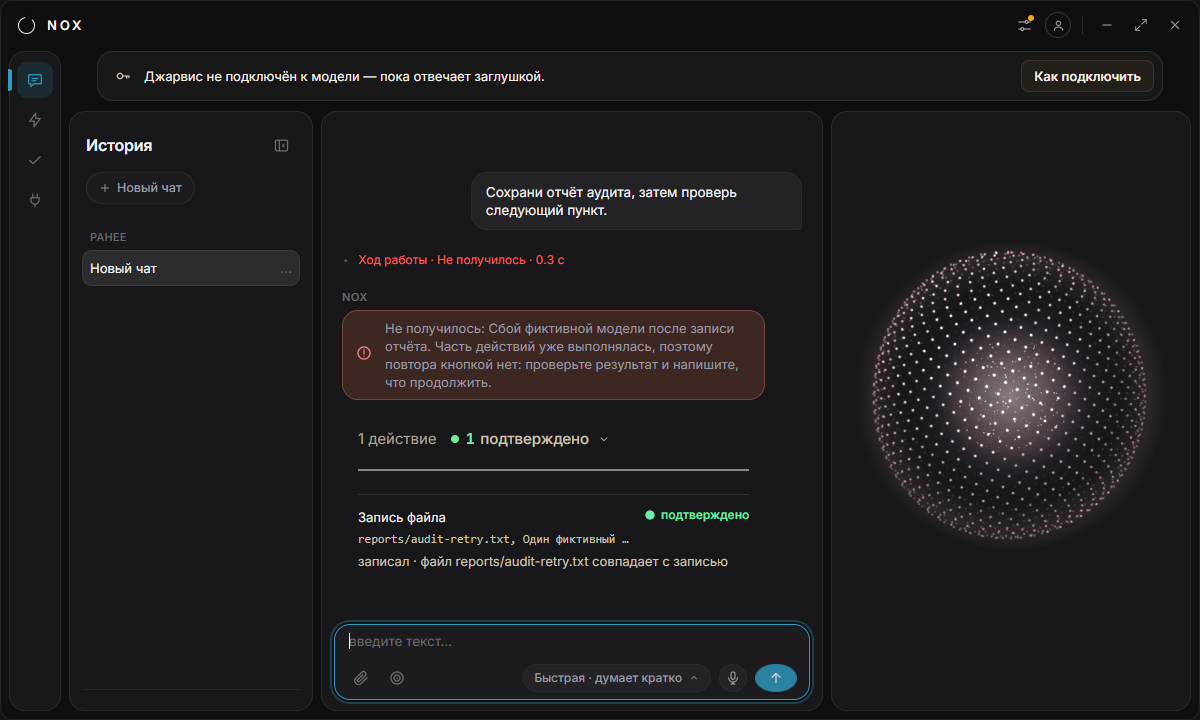 NOX
Джарвис не подключён к модели — пока отвечает заглушкой.
Как подключить
История
+ Новый чат
РАНЕЕ
Новый чат
...
Сохрани отчёт аудита, затем проверь
следующий пункт.
Ход работы · Не получилось · 0.3 с
NOX
Не получилось: Сбой фиктивной модели после записи
отчёта. Часть действий уже выполнялась, поэтому
повтора кнопкой нет: проверьте результат и напишите,
что продолжить.
1 действие ● 1 подтверждено
Запись файла
● подтверждено
reports/audit-retry.txt, Один фиктивный …
записал · файл reports/audit-retry.txt совпадает с записью
введите текст...
Быстрая · думает кратко